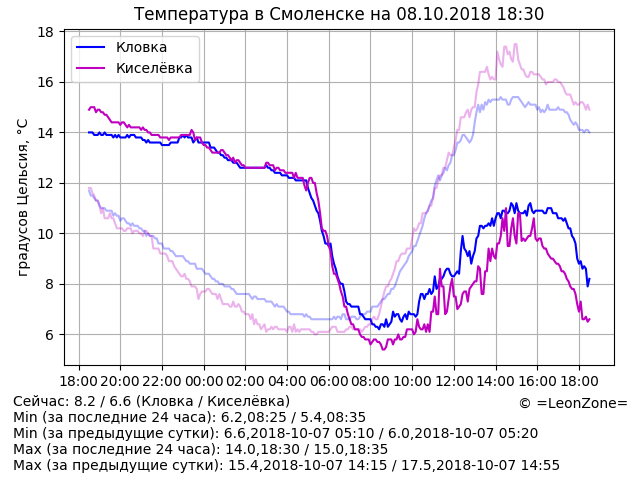 Температура в Смоленске на 08.10.2018 18:30
Кловка
Киселёвка
градусов Цельсия, °C
18
16
14
12
10
8
6
18:00 20:00 22:00 00:00 02:00 04:00 06:00 08:00 10:00 12:00 14:00 16:00 18:00
Сейчас: 8.2 / 6.6 (Кловка / Киселёвка)
© =LeonZone=
Min (за последние 24 часа): 6.2,08:25 / 5.4,08:35
Min (за предыдущие сутки): 6.6,2018-10-07 05:10 / 6.0,2018-10-07 05:20
Max (за последние 24 часа): 14.0,18:30 / 15.0,18:35
Max (за предыдущие сутки): 15.4,2018-10-07 14:15 / 17.5,2018-10-07 14:55